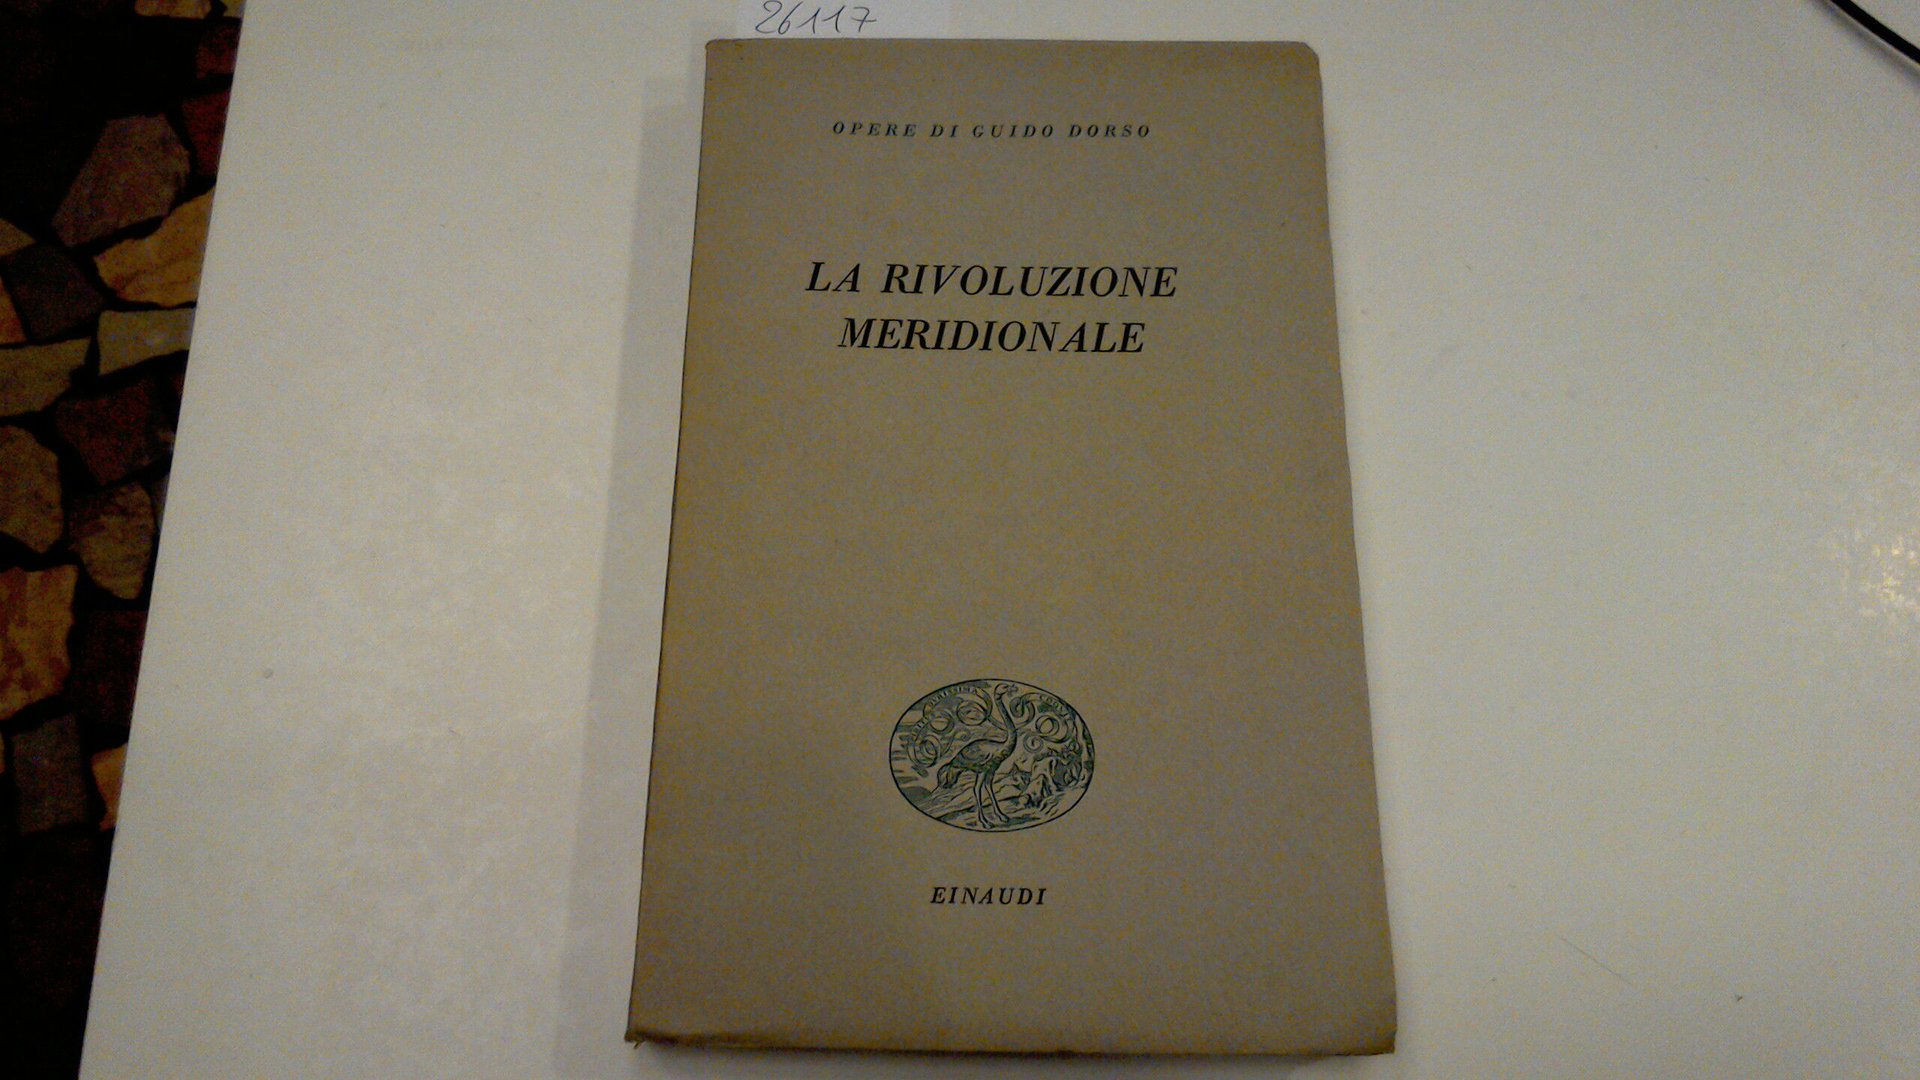 26117
OPERE DI GUIDO DORSO
LA RIVOLUZIONE
MERIDIONALE
EINAUDI